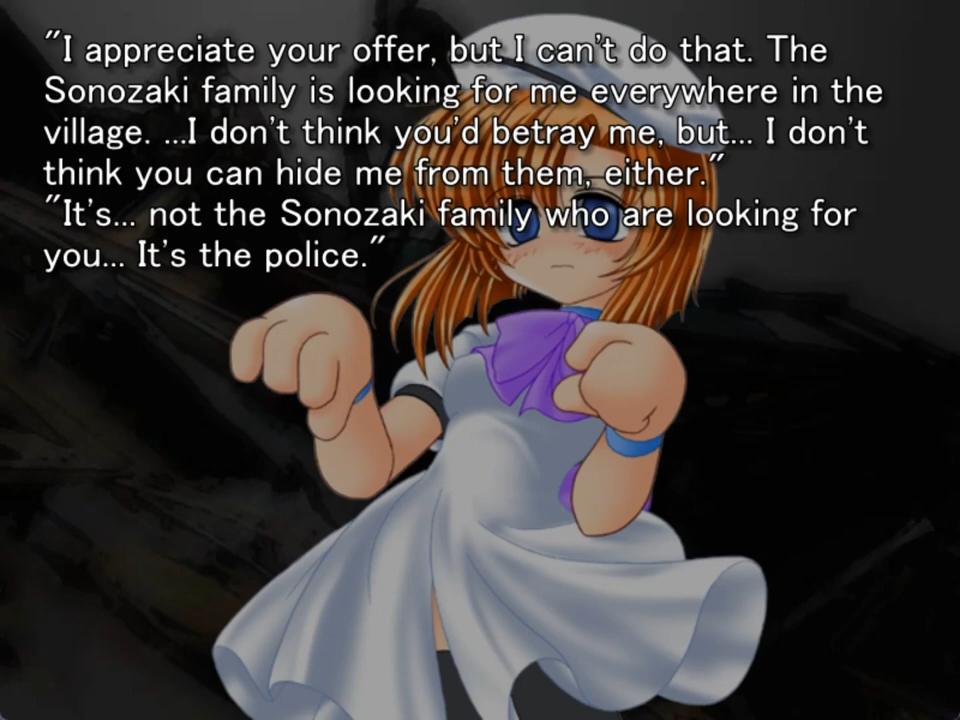 "I appreciate your offer, but I can't do that. The
Sonozaki family is looking for me everywhere in the
village. ...I don't think you'd betray me, but... I don't
think you can hide me from them, either."
"It's... not the Sonozaki family who are looking for
you... It's the police."